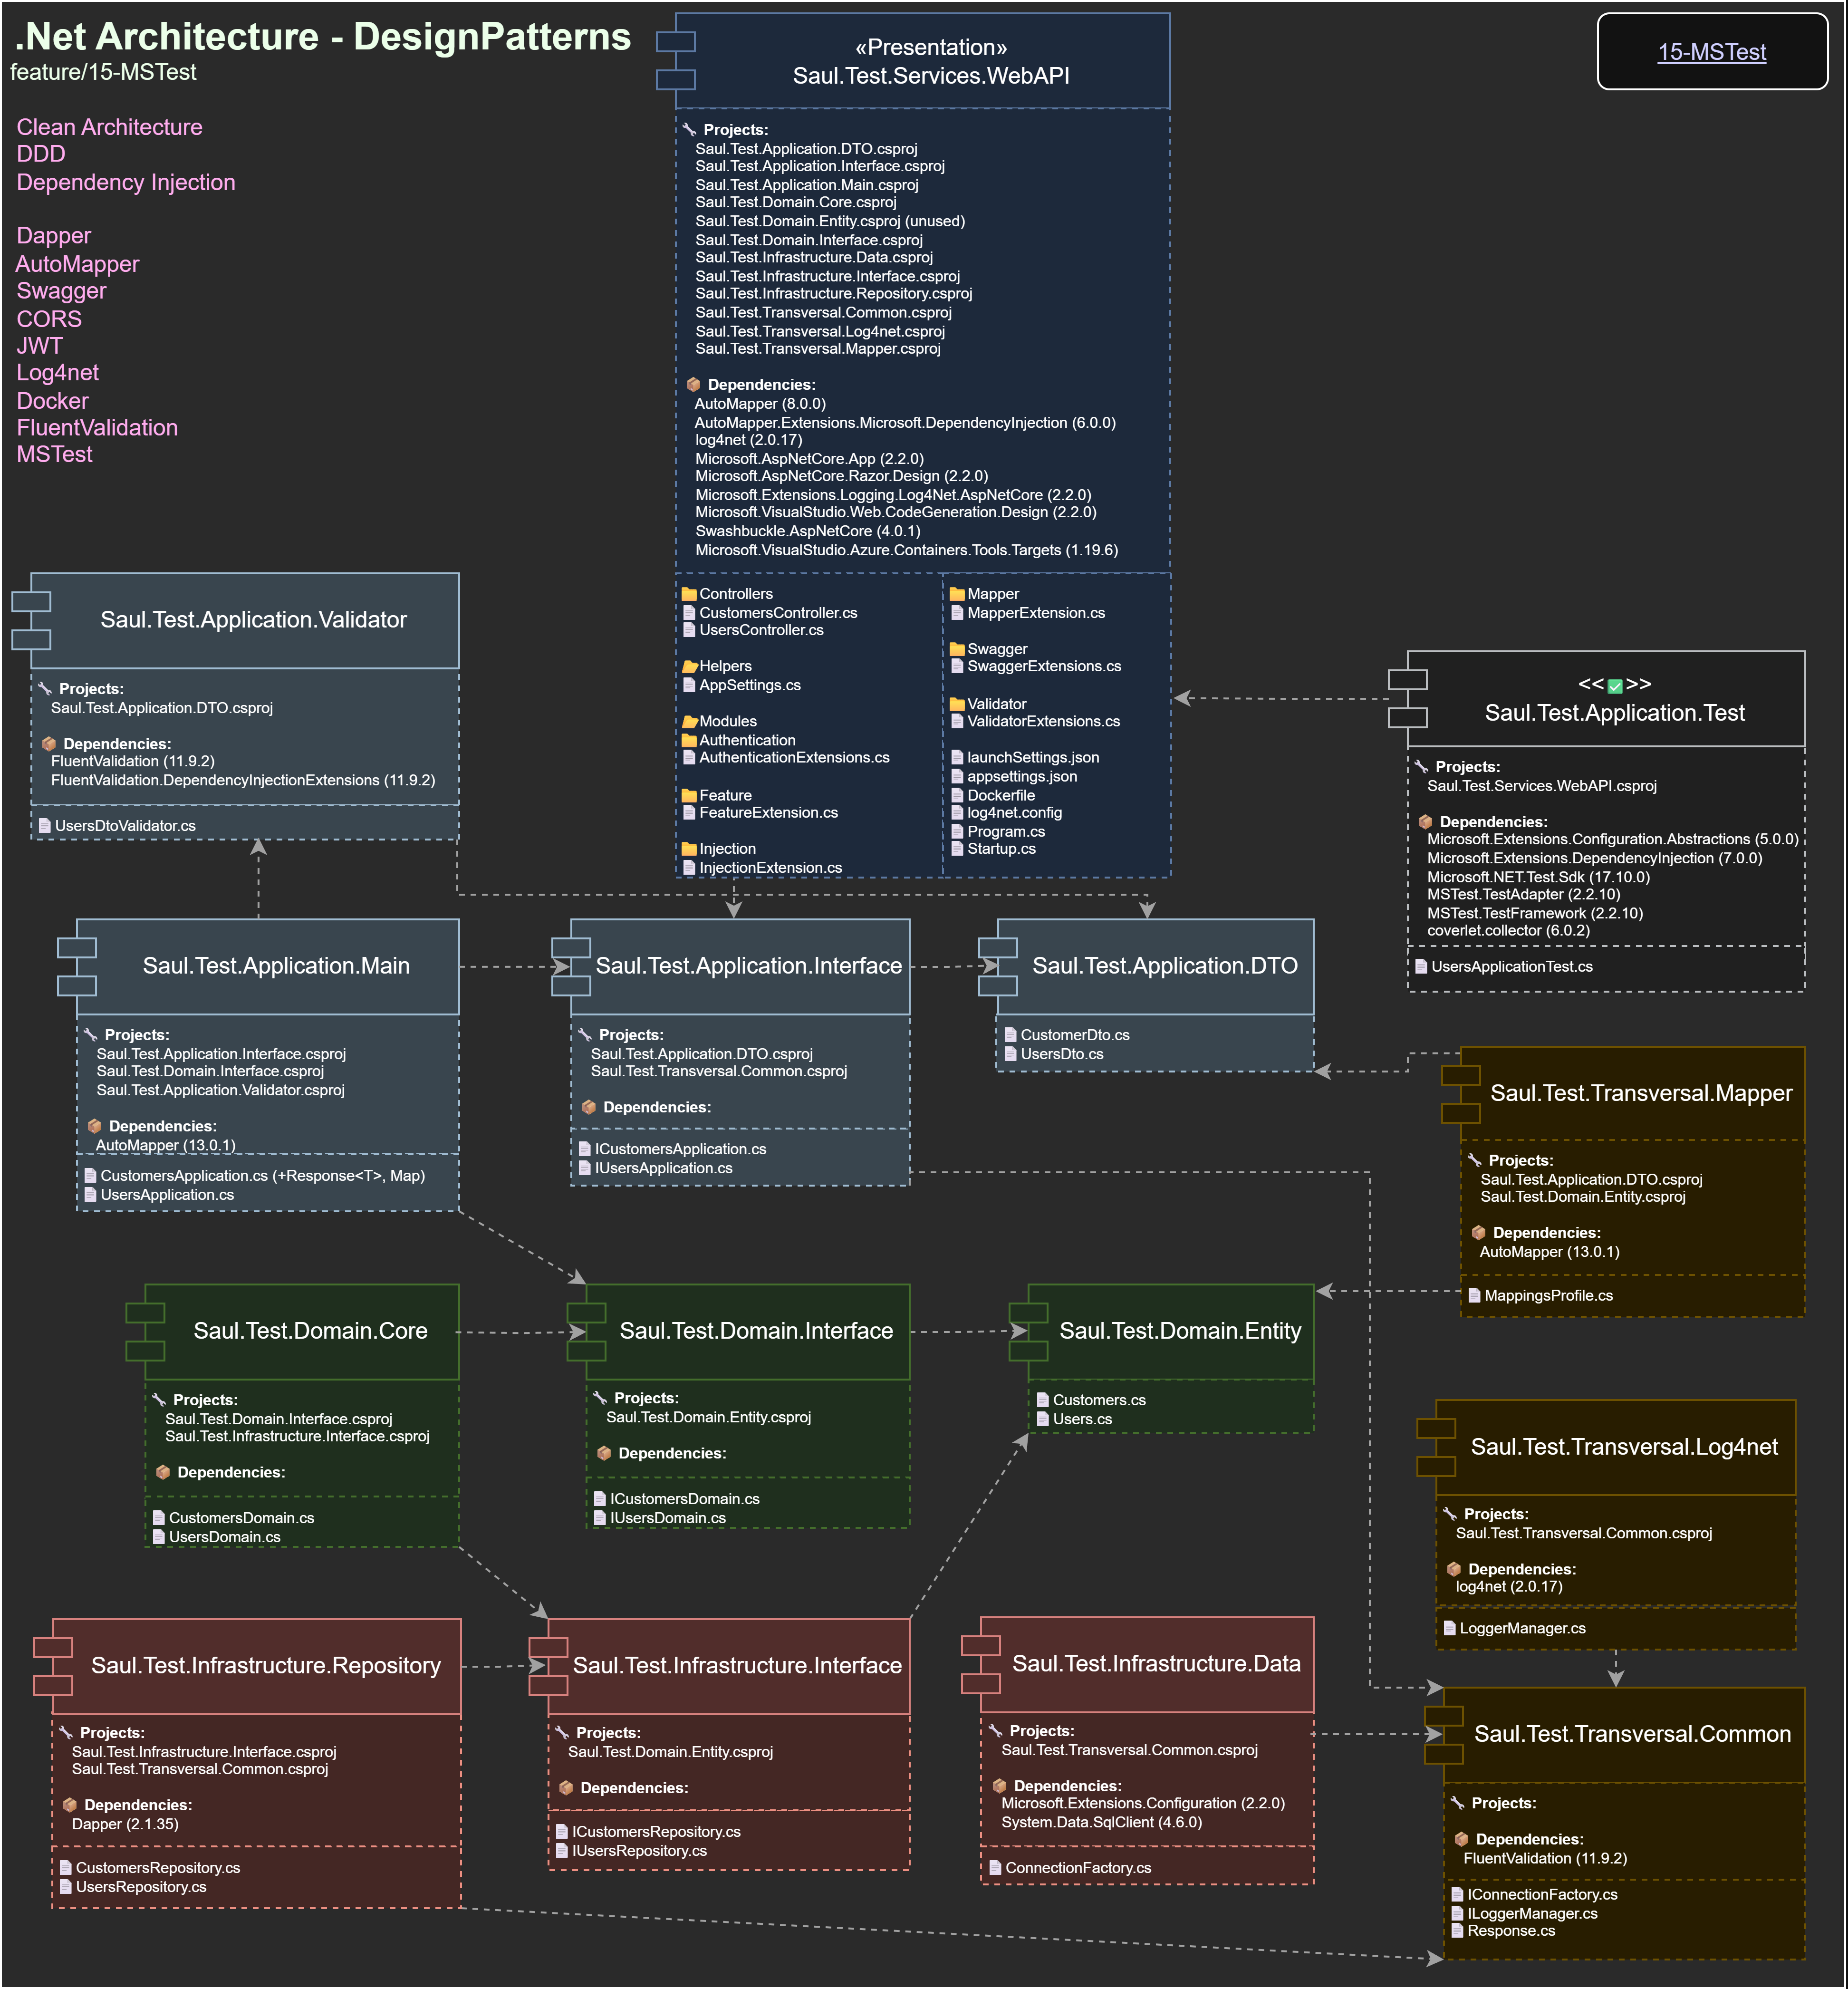 .Net Architecture - DesignPatterns
feature/15-MSTest
Clean Architecture
DDD
Dependency Injection
Dapper
AutoMapper
Swagger
CORS
JWT
Log4net
Docker
FluentValidation
MSTest
«Presentation»
Saul.Test.Services.WebAPI
Projects:
Saul.Test.Application.DTO.csproj
Saul.Test.Application.Interface.csproj
Saul.Test.Application.Main.csproj
Saul.Test.Domain.Core.csproj
Saul.Test.Domain.Entity.csproj (unused)
Saul.Test.Domain.Interface.csproj
Saul.Test.Infrastructure.Data.csproj
Saul.Test.Infrastructure.Interface.csproj
Saul.Test.Infrastructure.Repository.csproj
Saul.Test.Transversal.Common.csproj
Saul.Test.Transversal.Log4net.csproj
Saul.Test.Transversal.Mapper.csproj
Dependencies:
AutoMapper (8.0.0)
AutoMapper.Extensions.Microsoft.DependencyInjection (6.0.0)
log4net (2.0.17)
Microsoft.AspNetCore.App (2.2.0)
Microsoft.AspNetCore.Razor.Design (2.2.0)
Microsoft.Extensions.Logging.Log4Net.AspNetCore (2.2.0)
Microsoft.VisualStudio.Web.CodeGeneration.Design (2.2.0)
Swashbuckle.AspNetCore (4.0.1)
Microsoft.VisualStudio.Azure.Containers.Tools.Targets (1.19.6)
Controllers
CustomersController.cs
UsersController.cs
Helpers
AppSettings.cs
Modules
Authentication
AuthenticationExtensions.cs
Feature
FeatureExtension.cs
Injection
InjectionExtension.cs
Mapper
MapperExtension.cs
Swagger
SwaggerExtensions.cs
Validator
ValidatorExtensions.cs
launchSettings.json
appsettings.json
Dockerfile
log4net.config
Program.cs
Startup.cs
15-MSTest
Saul.Test.Application.Validator
Projects:
Saul.Test.Application.DTO.csproj
Dependencies:
FluentValidation (11.9.2)
FluentValidation.DependencyInjectionExtensions (11.9.2)
UsersDtoValidator.cs
<<✅>>
Saul.Test.Application.Test
Projects:
Saul.Test.Services.WebAPI.csproj
Dependencies:
Microsoft.Extensions.Configuration.Abstractions (5.0.0)
Microsoft.Extensions.DependencyInjection (7.0.0)
Microsoft.NET.Test.Sdk (17.10.0)
MSTest.TestAdapter (2.2.10)
MSTest.TestFramework (2.2.10)
coverlet.collector (6.0.2)
UsersApplicationTest.cs
Saul.Test.Application.Main
Projects:
Saul.Test.Application.Interface.csproj
Saul.Test.Domain.Interface.csproj
Saul.Test.Application.Validator.csproj
Dependencies:
AutoMapper (13.0.1)
CustomersApplication.cs (+Response<T>, Map)
UsersApplication.cs
Saul.Test.Application.Interface
Projects:
Saul.Test.Application.DTO.csproj
Saul.Test.Transversal.Common.csproj
Dependencies:
ICustomersApplication.cs
IUsersApplication.cs
Saul.Test.Application.DTO
CustomerDto.cs
UsersDto.cs
Saul.Test.Transversal.Mapper
Projects:
Saul.Test.Application.DTO.csproj
Saul.Test.Domain.Entity.csproj
Dependencies:
AutoMapper (13.0.1)
MappingsProfile.cs
Saul.Test.Domain.Core
Projects:
Saul.Test.Domain.Interface.csproj
Saul.Test.Infrastructure.Interface.csproj
Dependencies:
CustomersDomain.cs
UsersDomain.cs
Saul.Test.Domain.Interface
Projects:
Saul.Test.Domain.Entity.csproj
Dependencies:
ICustomersDomain.cs
IUsersDomain.cs
Saul.Test.Domain.Entity
Customers.cs
Users.cs
Saul.Test.Transversal.Log4net
Projects:
Saul.Test.Transversal.Common.csproj
Dependencies:
log4net (2.0.17)
LoggerManager.cs
Saul.Test.Infrastructure.Repository
Projects:
Saul.Test.Infrastructure.Interface.csproj
Saul.Test.Transversal.Common.csproj
Dependencies:
Dapper (2.1.35)
CustomersRepository.cs
UsersRepository.cs
Saul.Test.Infrastructure.Interface
Projects:
Saul.Test.Domain.Entity.csproj
Dependencies:
ICustomersRepository.cs
IUsersRepository.cs
Saul.Test.Infrastructure.Data
Projects:
Saul.Test.Transversal.Common.csproj
Dependencies:
Microsoft.Extensions.Configuration (2.2.0)
System.Data.SqlClient (4.6.0)
ConnectionFactory.cs
Saul.Test.Transversal.Common
Projects:
Dependencies:
FluentValidation (11.9.2)
IConnectionFactory.cs
ILoggerManager.cs
Response.cs